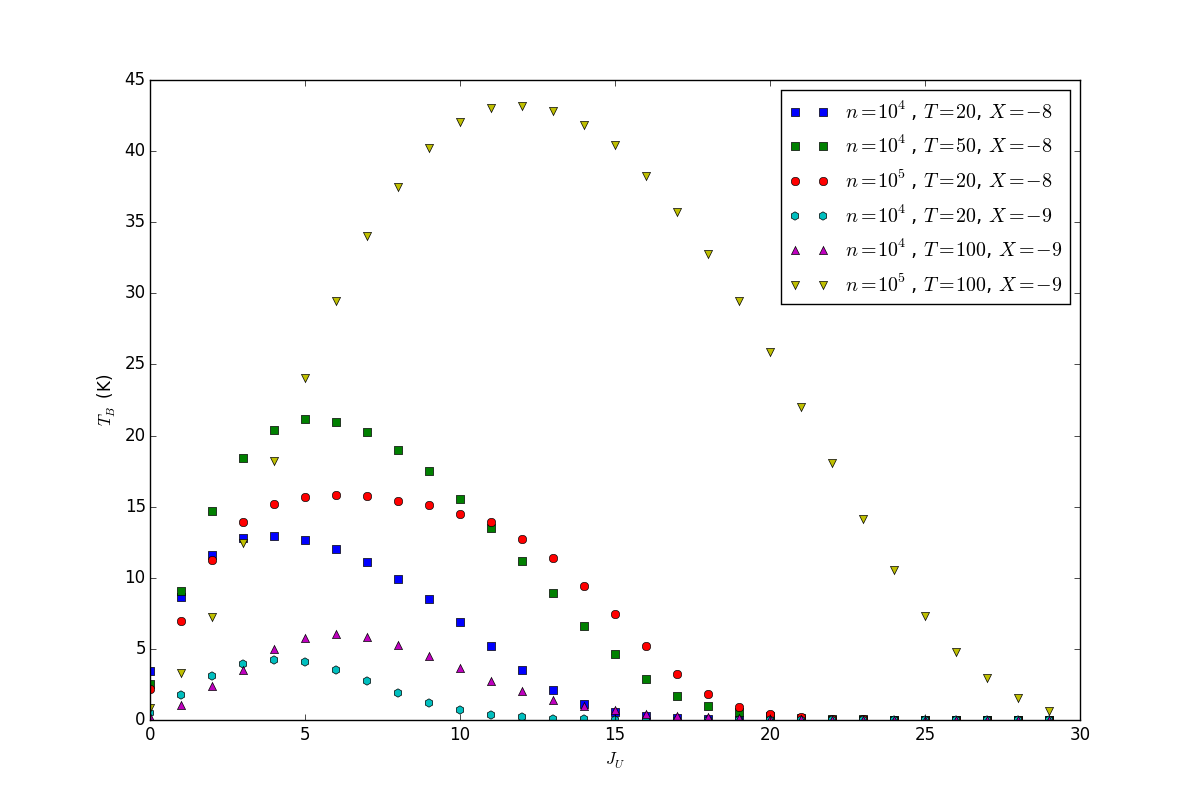 45
40
35
30
25
20
15
10
5
0
T_B (K)
0 5 10 15 20 25 30
J_U
n=10^4 , T=20, X=−8
n=10^4 , T=50, X=−8
n=10^5 , T=20, X=−8
n=10^4 , T=20, X=−9
n=10^4 , T=100, X=−9
n=10^5 , T=100, X=−9